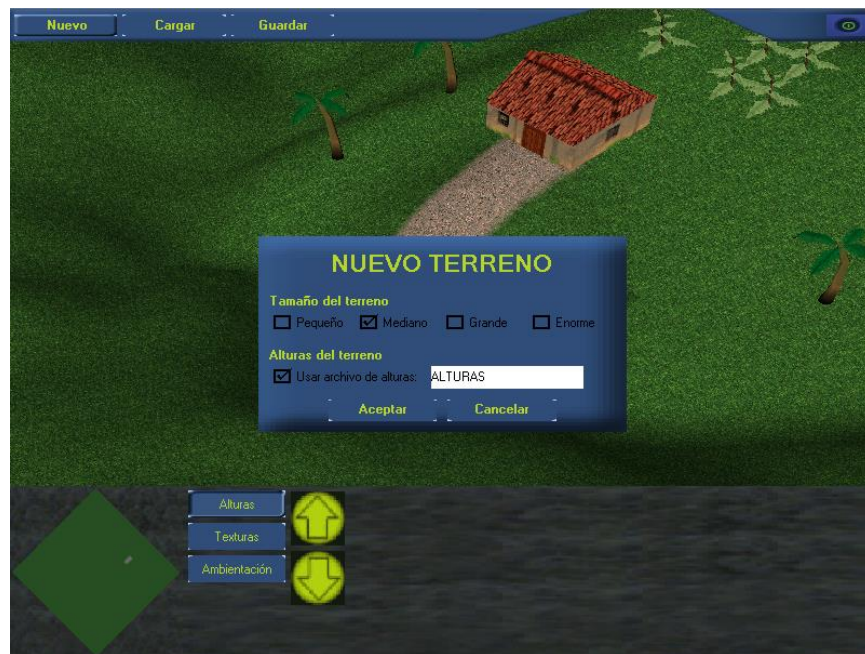 Nuevo Cargar Guardar
NUEVO TERRENO
Tamaño del terreno
Pequeño Mediano Grande Enorme
Alturas del terreno
Usar archivo de alturas: ALTURAS
Aceptar Cancelar
Alturas
Texturas
Ambientación